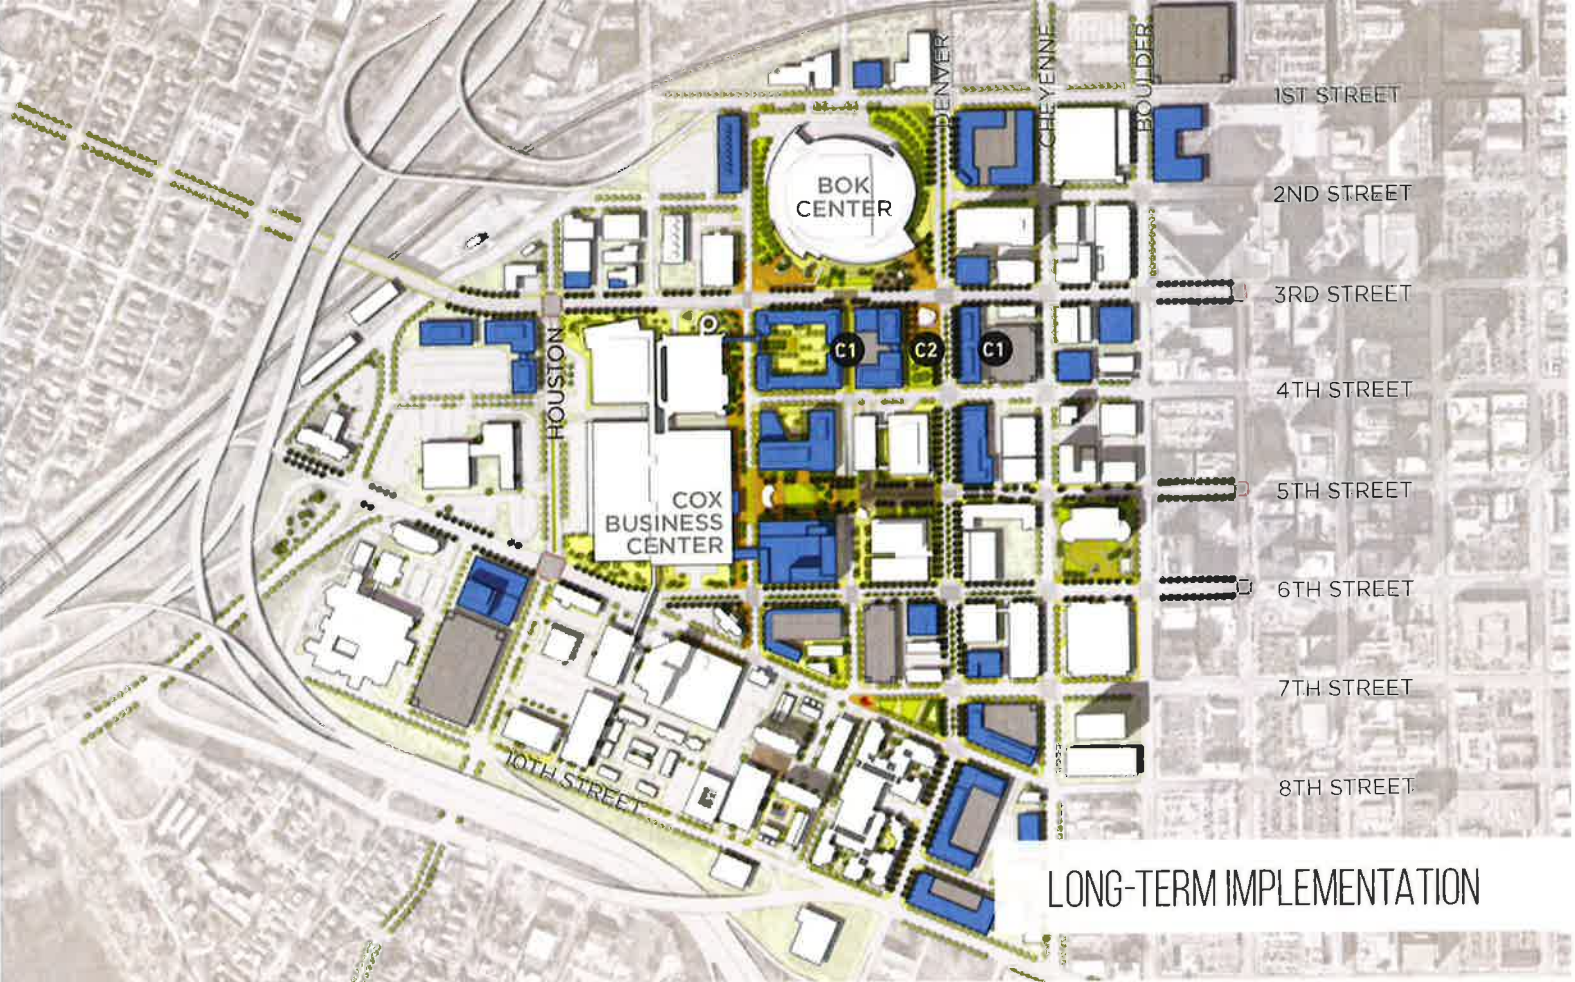 DENVER
CHEYENNE
BOULDER
1ST STREET
BOK
CENTER
2ND STREET
3RD STREET
HOUSTON
C1
C2
C1
4TH STREET
COX
BUSINESS
CENTER
5TH STREET
6TH STREET
7TH STREET
10TH STREET
8TH STREET
LONG-TERM IMPLEMENTATION